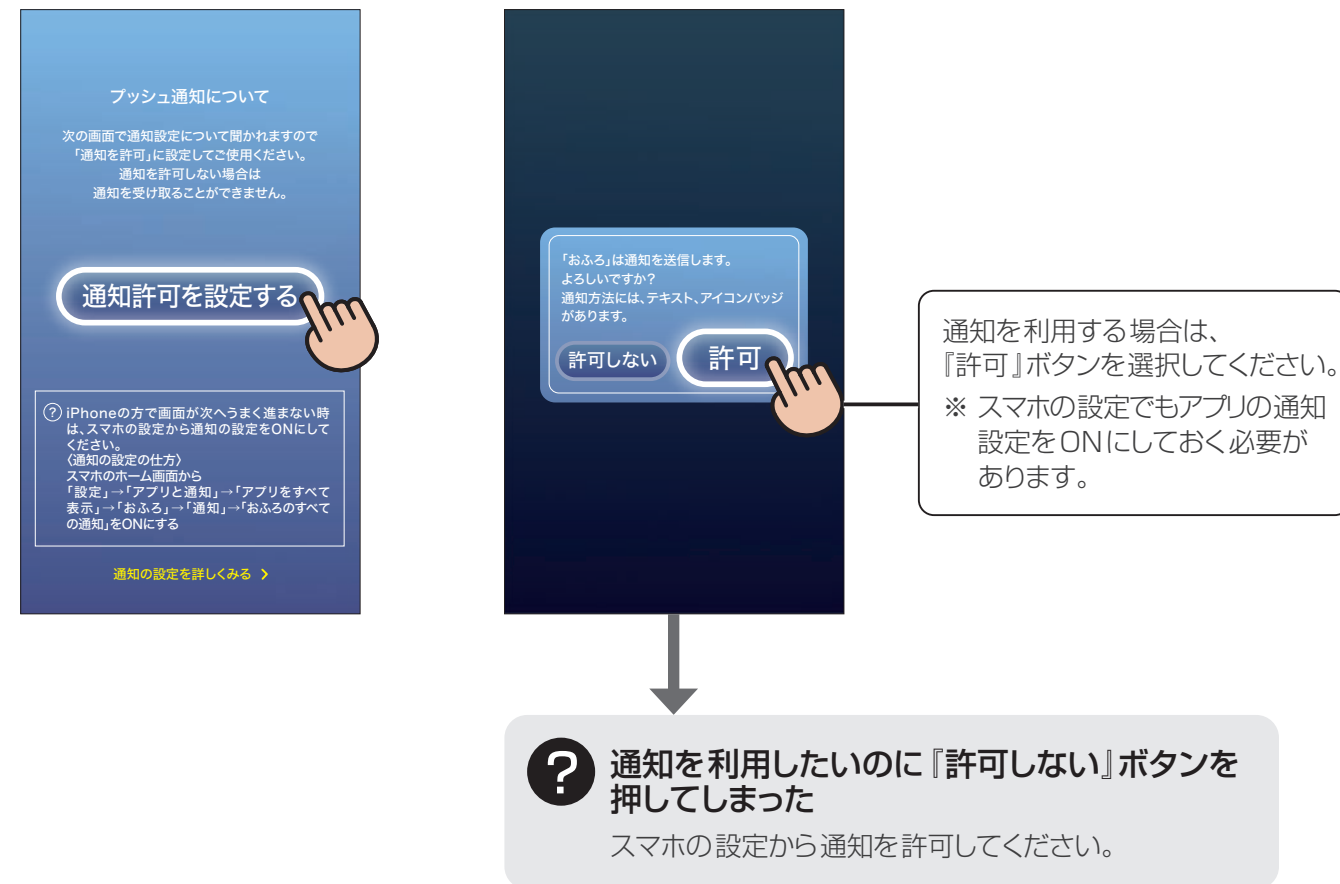 プッシュ通知について
次の画面で通知設定について聞かれますので
「通知を許可」に設定してご使用ください。
通知を許可しない場合は
通知を受け取ることができません。
通知許可を設定する
? iPhoneの方で画面が次へうまく進まない時
は、スマホの設定から通知の設定をONにして
ください。
〈通知の設定の仕方〉
スマホのホーム画面から
「設定」→「アプリと通知」→「アプリをすべて
表示」→「おふろ」→「通知」→「おふろのすべて
の通知」をONにする
通知の設定を詳しくみる >
「おふろ」は通知を送信します。
よろしいですか?
通知方法には、テキスト、アイコンバッジ
があります。
許可しない
許可
通知を利用する場合は、
『許可』ボタンを選択してください。
※ スマホの設定でもアプリの通知
設定をONにしておく必要が
あります。
? 通知を利用したいのに『許可しない』ボタンを
押してしまった
スマホの設定から通知を許可してください。